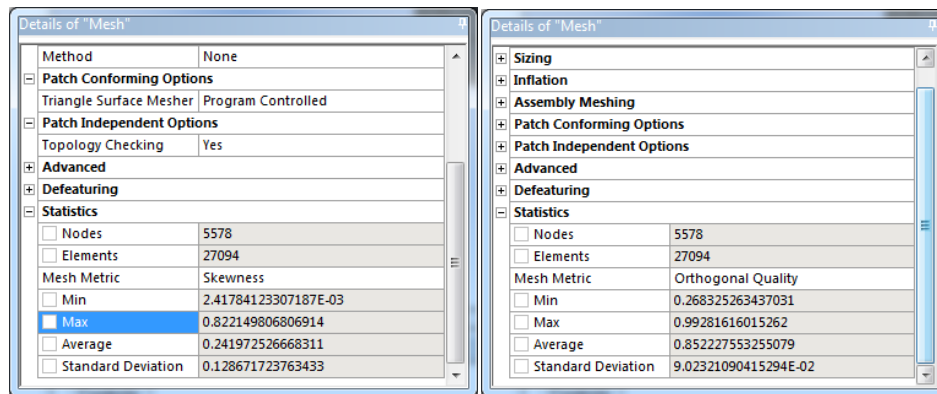 Details of "Mesh"
Method None
Patch Conforming Options
Triangle Surface Mesher Program Controlled
Patch Independent Options
Topology Checking Yes
Advanced
Defeaturing
Statistics
Nodes 5578
Elements 27094
Mesh Metric Skewness
Min 2.41784123307187E-03
Max 0.822149806806914
Average 0.241972526668311
Standard Deviation 0.128671723763433
Details of "Mesh"
Sizing
Inflation
Assembly Meshing
Patch Conforming Options
Patch Independent Options
Advanced
Defeaturing
Statistics
Nodes 5578
Elements 27094
Mesh Metric Orthogonal Quality
Min 0.268325263437031
Max 0.99281616015262
Average 0.852227553255079
Standard Deviation 9.02321090415294E-02